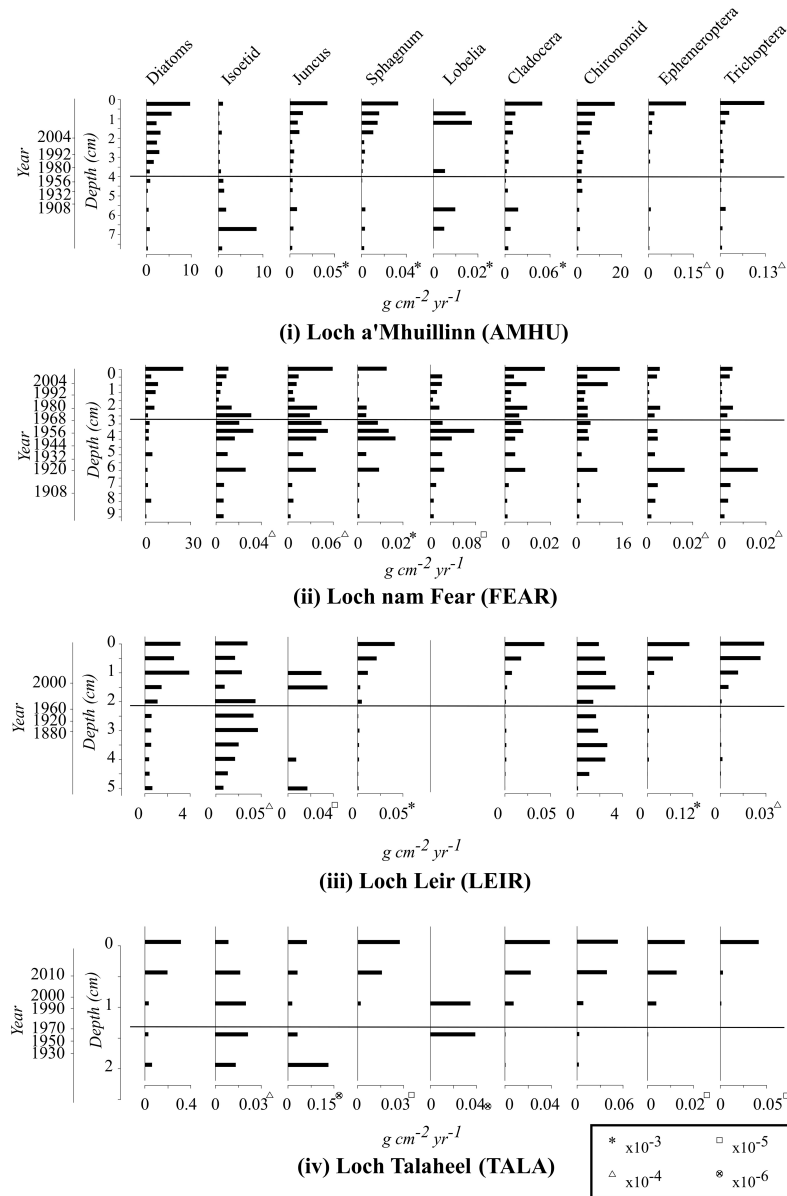 Diatoms Isoetid Juncus Sphagnum Lobelia Cladocera Chironomid Ephemeroptera Trichoptera
Year
Depth (cm)
0
1
2004 2
1992 3
1980
1956 4
1932 5
1908
6
7
0 10 0 10 0 0.05* 0 0.04* 0 0.02* 0 0.06* 0 20 0 0.15△ 0 0.13△
g cm-2 yr-1
(i) Loch a'Mhuillinn (AMHU)
Year
Depth (cm)
0
2004 1
1992
1980 2
1968 3
1956
1944 4
1932 5
1920 6
7
1908
8
9
0 30 0 0.04△ 0 0.06△ 0 0.02* 0 0.08□ 0 0.02 0 16 0 0.02△ 0 0.02△
g cm-2 yr-1
(ii) Loch nam Fear (FEAR)
Year
Depth (cm)
0
1
2000
2
1960
1920
1880 3
4
5
0 4 0 0.05△ 0 0.04□ 0 0.05* 0 0.05 0 4 0 0.12* 0 0.03△
g cm-2 yr-1
(iii) Loch Leir (LEIR)
Year
Depth (cm)
0
2010
2000
1990 1
1970
1950
1930
2
0 0.4 0 0.03△ 0 0.15⊗ 0 0.03□ 0 0.04⊗ 0 0.04 0 0.06 0 0.02□ 0 0.05□
g cm-2 yr-1
(iv) Loch Talaheel (TALA)
* x10-3 □ x10-5
△ x10-4 ⊗ x10-6